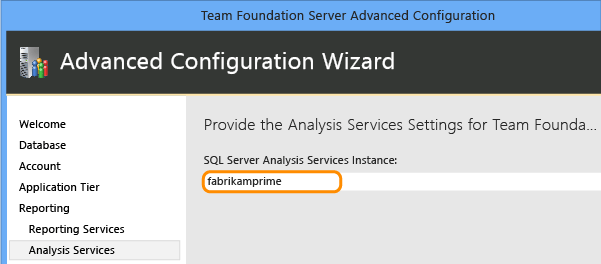 Team Foundation Server Advanced Configuration
Advanced Configuration Wizard
Welcome
Database
Account
Application Tier
Reporting
Reporting Services
Analysis Services
Provide the Analysis Services Settings for Team Founda...
SQL Server Analysis Services Instance:
fabrikamprime